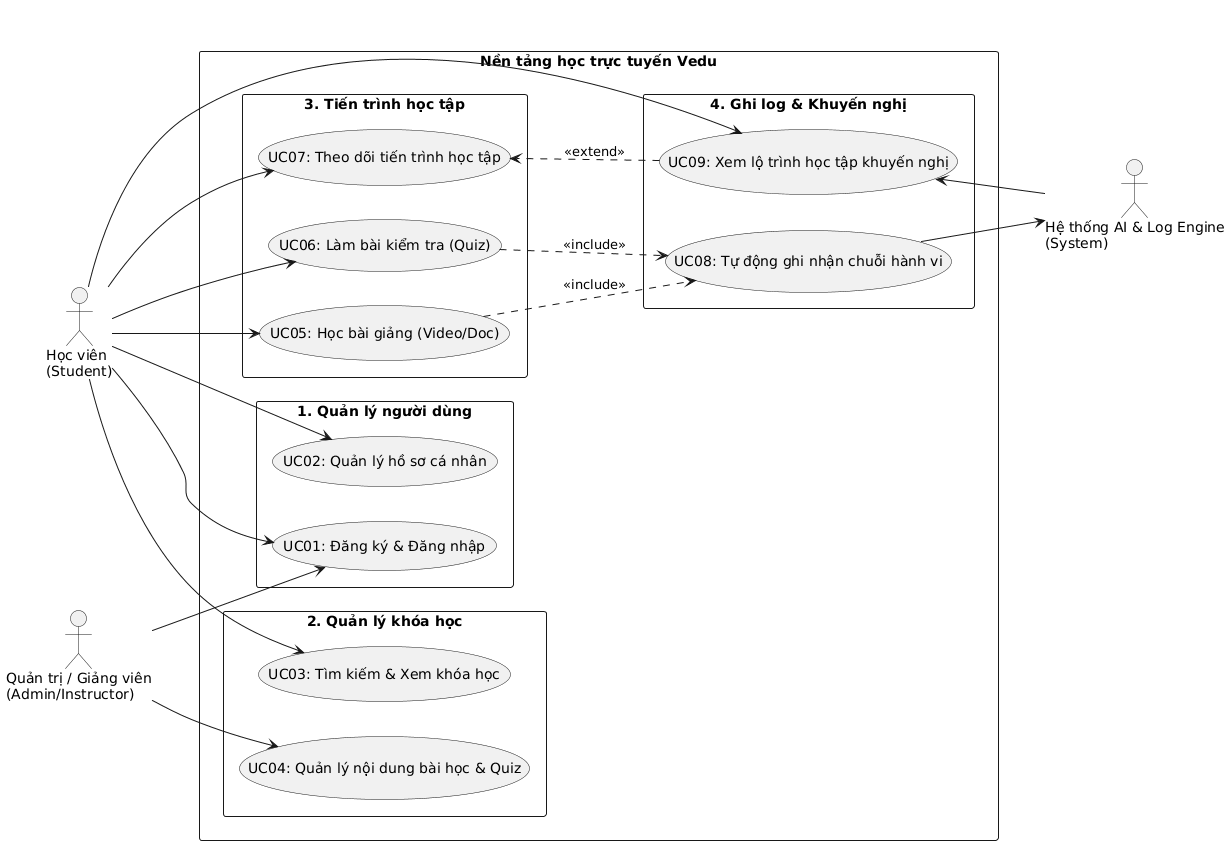 Nền tảng học trực tuyến Vedu
3. Tiến trình học tập
UC07: Theo dõi tiến trình học tập
UC06: Làm bài kiểm tra (Quiz)
UC05: Học bài giảng (Video/Doc)
4. Ghi log & Khuyến nghị
UC09: Xem lộ trình học tập khuyến nghị
UC08: Tự động ghi nhận chuỗi hành vi
«extend»
«include»
«include»
Hệ thống AI & Log Engine
(System)
Học viên
(Student)
1. Quản lý người dùng
UC02: Quản lý hồ sơ cá nhân
UC01: Đăng ký & Đăng nhập
Quản trị / Giảng viên
(Admin/Instructor)
2. Quản lý khóa học
UC03: Tìm kiếm & Xem khóa học
UC04: Quản lý nội dung bài học & Quiz